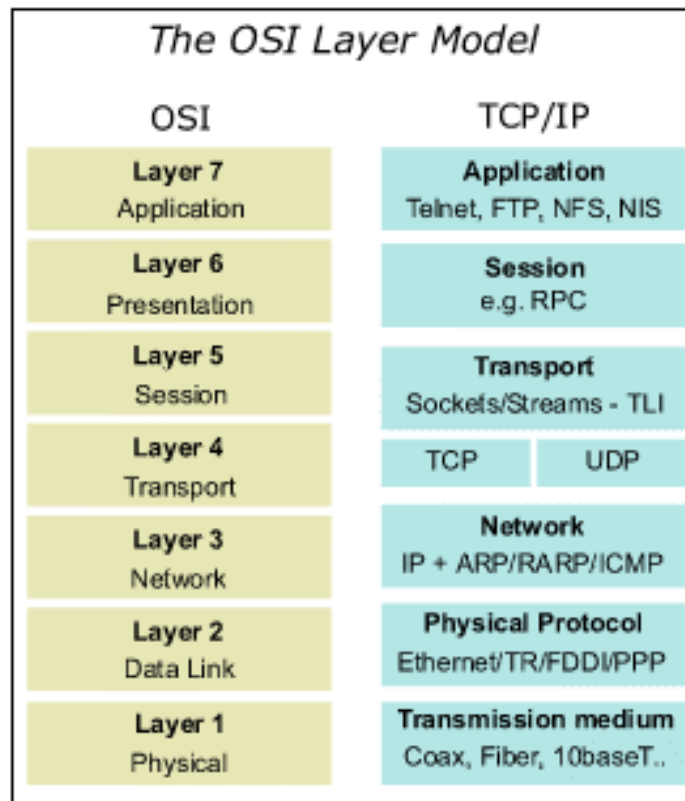 The OSI Layer Model
OSI
Layer 7
Application
Layer 6
Presentation
Layer 5
Session
Layer 4
Transport
Layer 3
Network
Layer 2
Data Link
Layer 1
Physical
TCP/IP
Application
Telnet, FTP, NFS, NIS
Session
e.g. RPC
Transport
Sockets/Streams - TLI
TCP
UDP
Network
IP + ARP/RARP/ICMP
Physical Protocol
Ethernet/TR/FDDI/PPP
Transmission medium
Coax, Fiber, 10baseT..